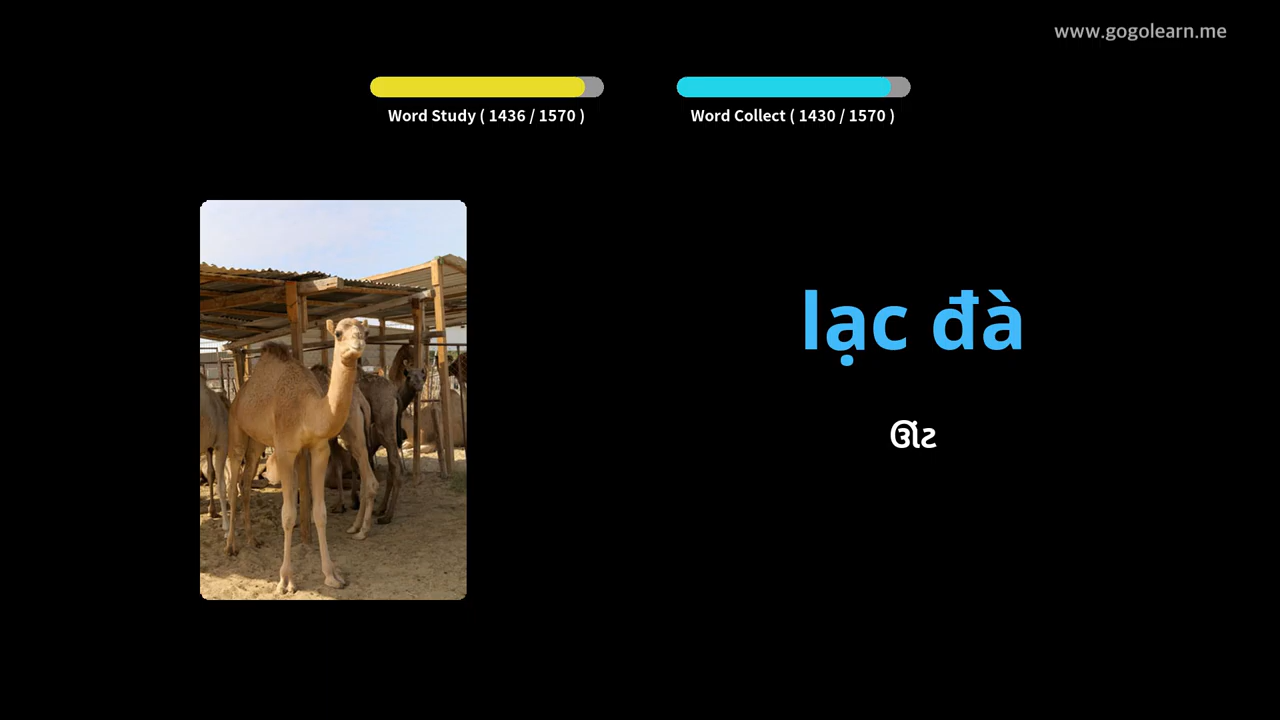 www.gogolearn.me
Word Study ( 1436 / 1570 )
Word Collect ( 1430 / 1570 )
lạc đà
ઊંટ